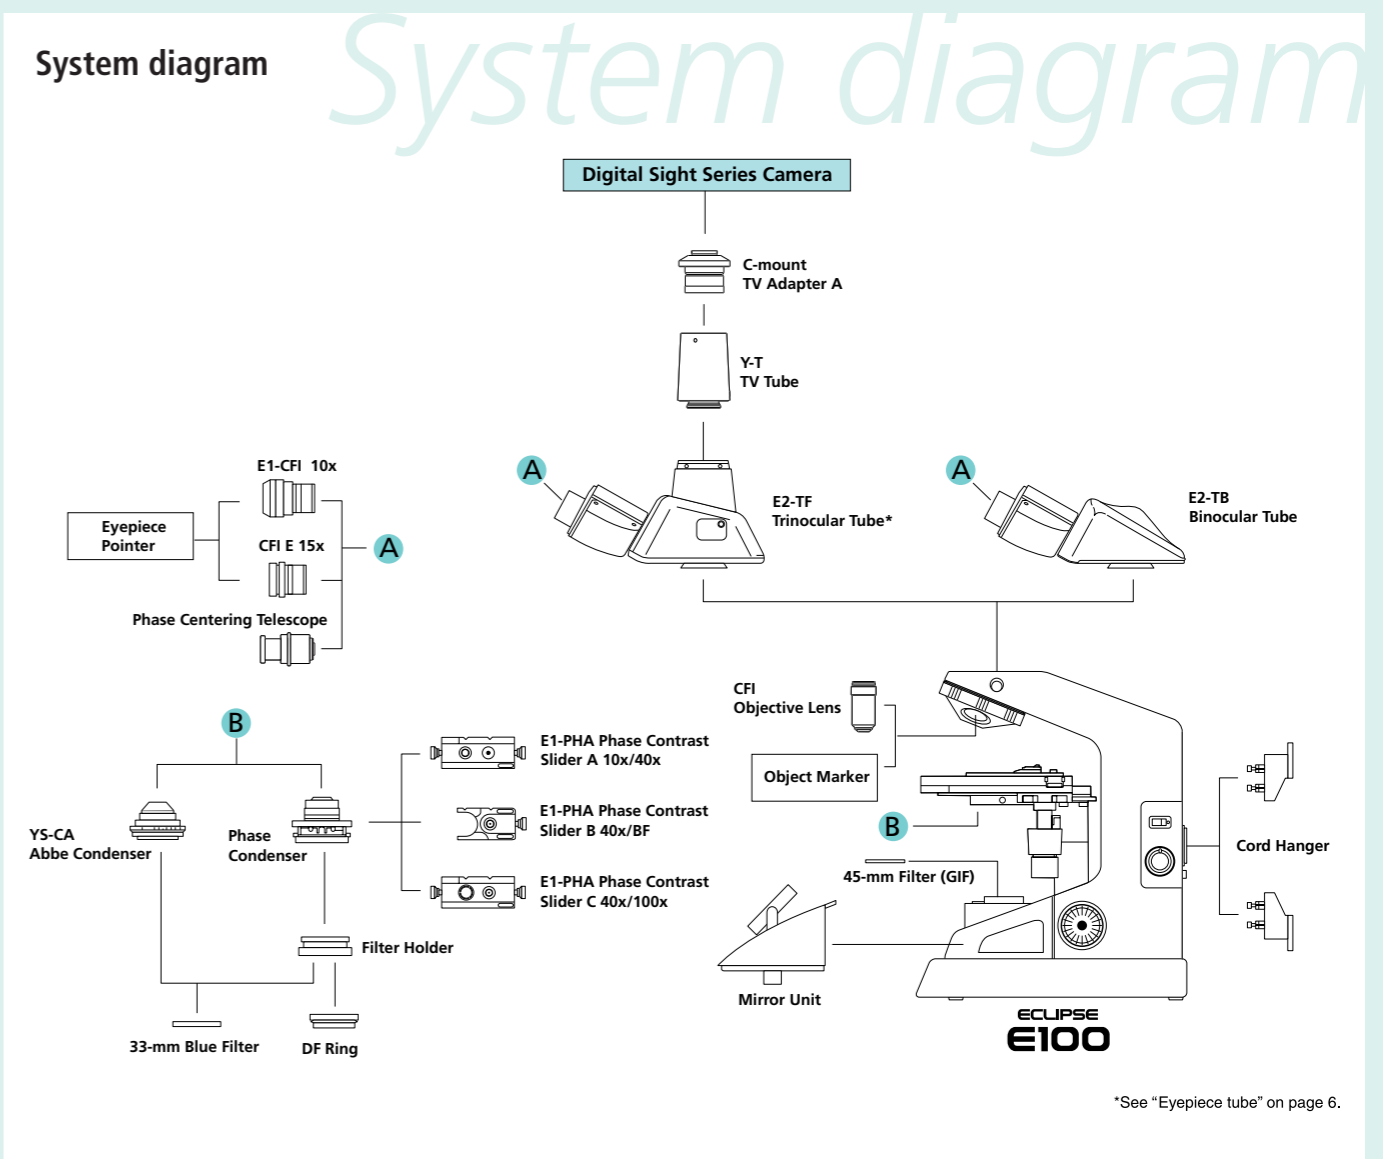 System diagram
System diagram
Digital Sight Series Camera
C-mount
TV Adapter A
Y-T
TV Tube
E1-CFI 10x
Eyepiece
Pointer
CFI E 15x
A
Phase Centering Telescope
A
E2-TF
Trinocular Tube*
A
E2-TB
Binocular Tube
B
YS-CA
Abbe Condenser
Phase
Condenser
E1-PHA Phase Contrast
Slider A 10x/40x
E1-PHA Phase Contrast
Slider B 40x/BF
E1-PHA Phase Contrast
Slider C 40x/100x
Filter Holder
33-mm Blue Filter
DF Ring
CFI
Objective Lens
Object Marker
B
45-mm Filter (GIF)
Mirror Unit
Cord Hanger
ECLIPSE
E100
*See “Eyepiece tube” on page 6.